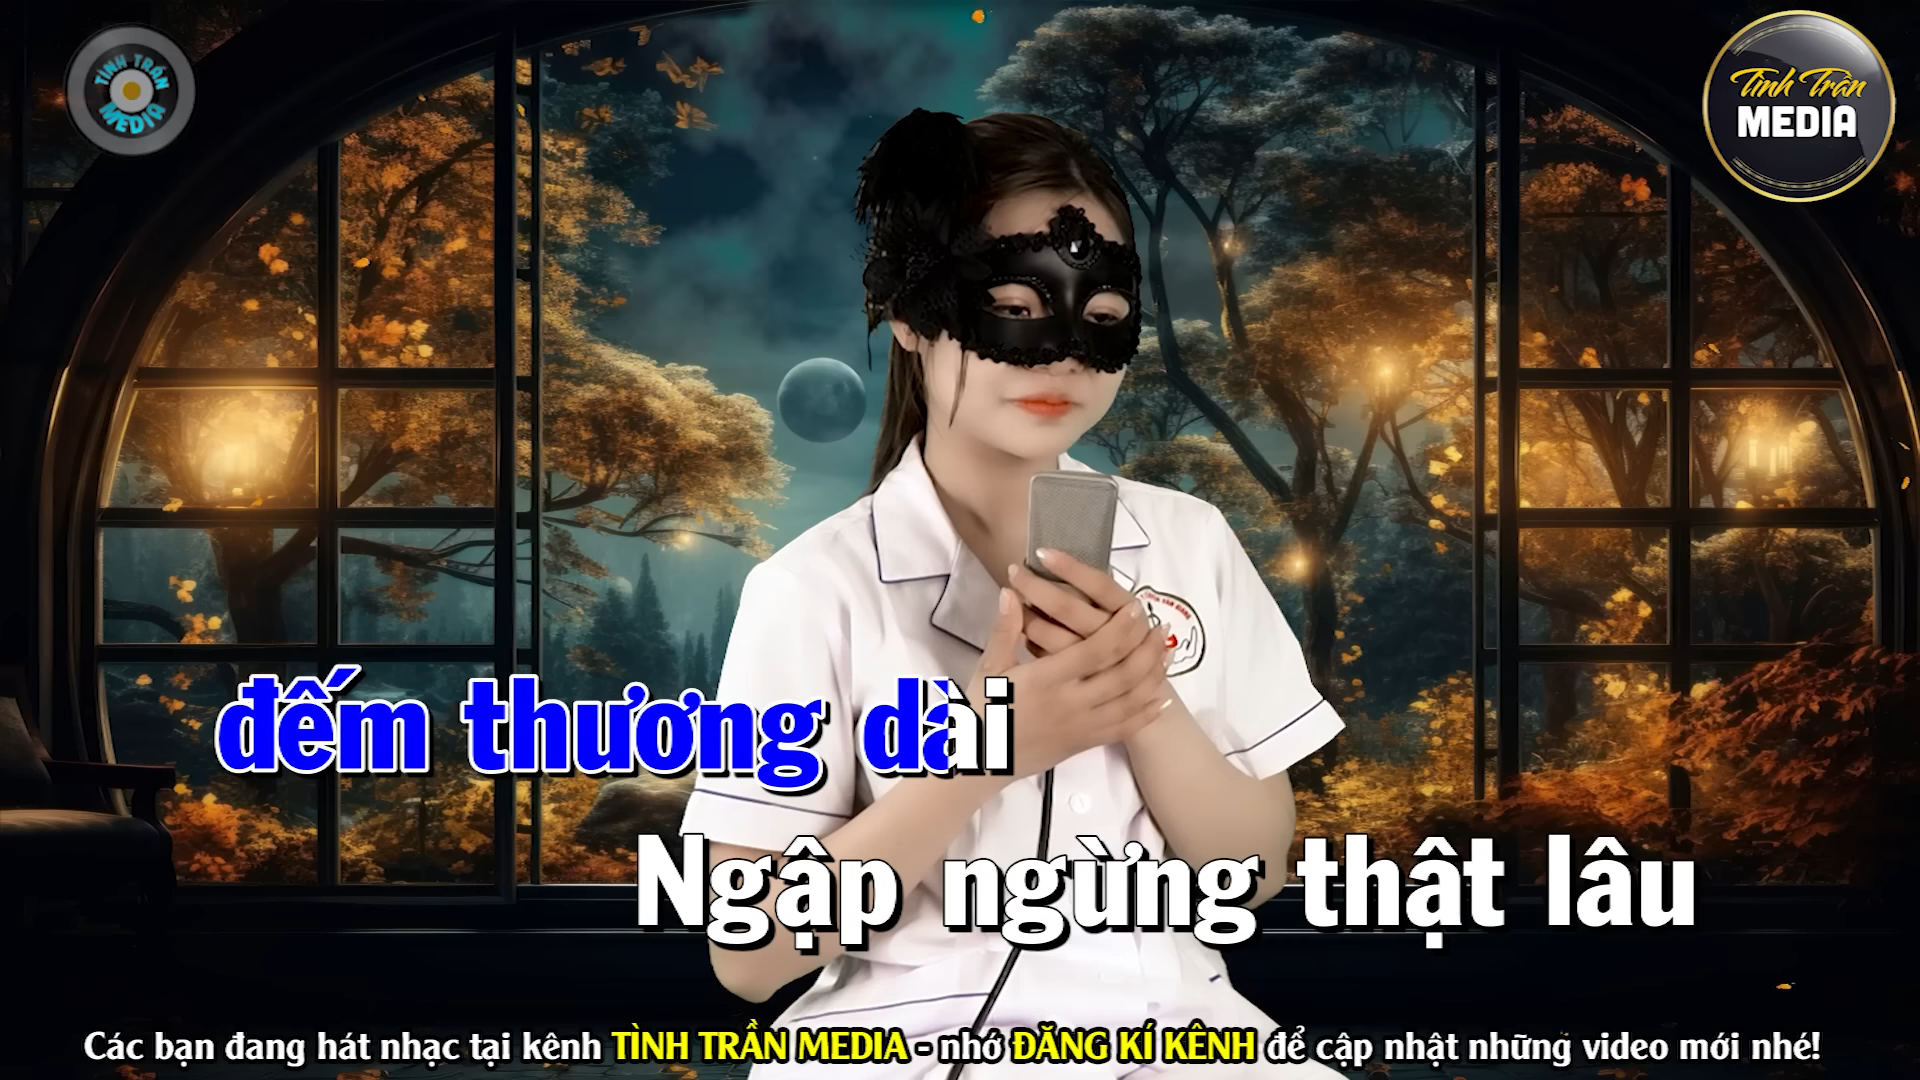 TÌNH TRẦN
MEDIA
Tình Trần
MEDIA
đếm thương dài
Ngập ngừng thật lâu
Các bạn đang hát nhạc tại kênh TÌNH TRẦN MEDIA - nhớ ĐĂNG KÍ KÊNH để cập nhật những video mới nhé!